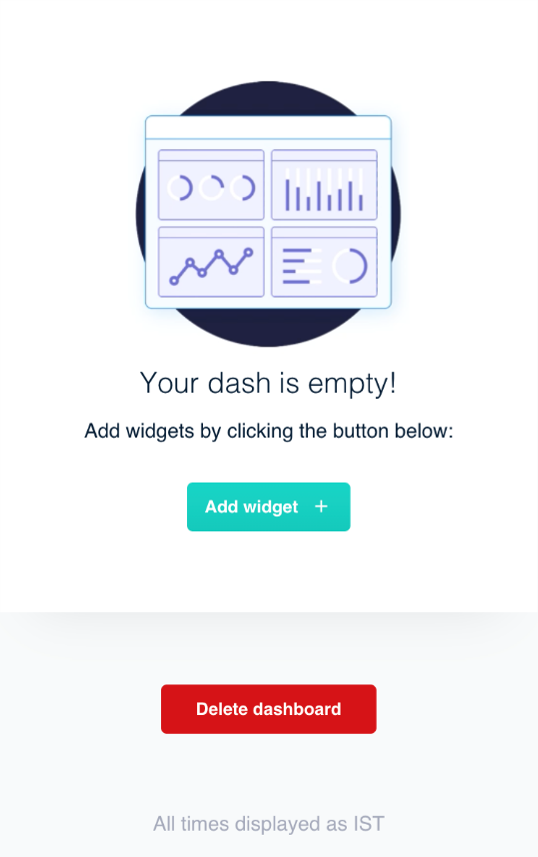 Your dash is empty!
Add widgets by clicking the button below:
Add widget +
Delete dashboard
All times displayed as IST